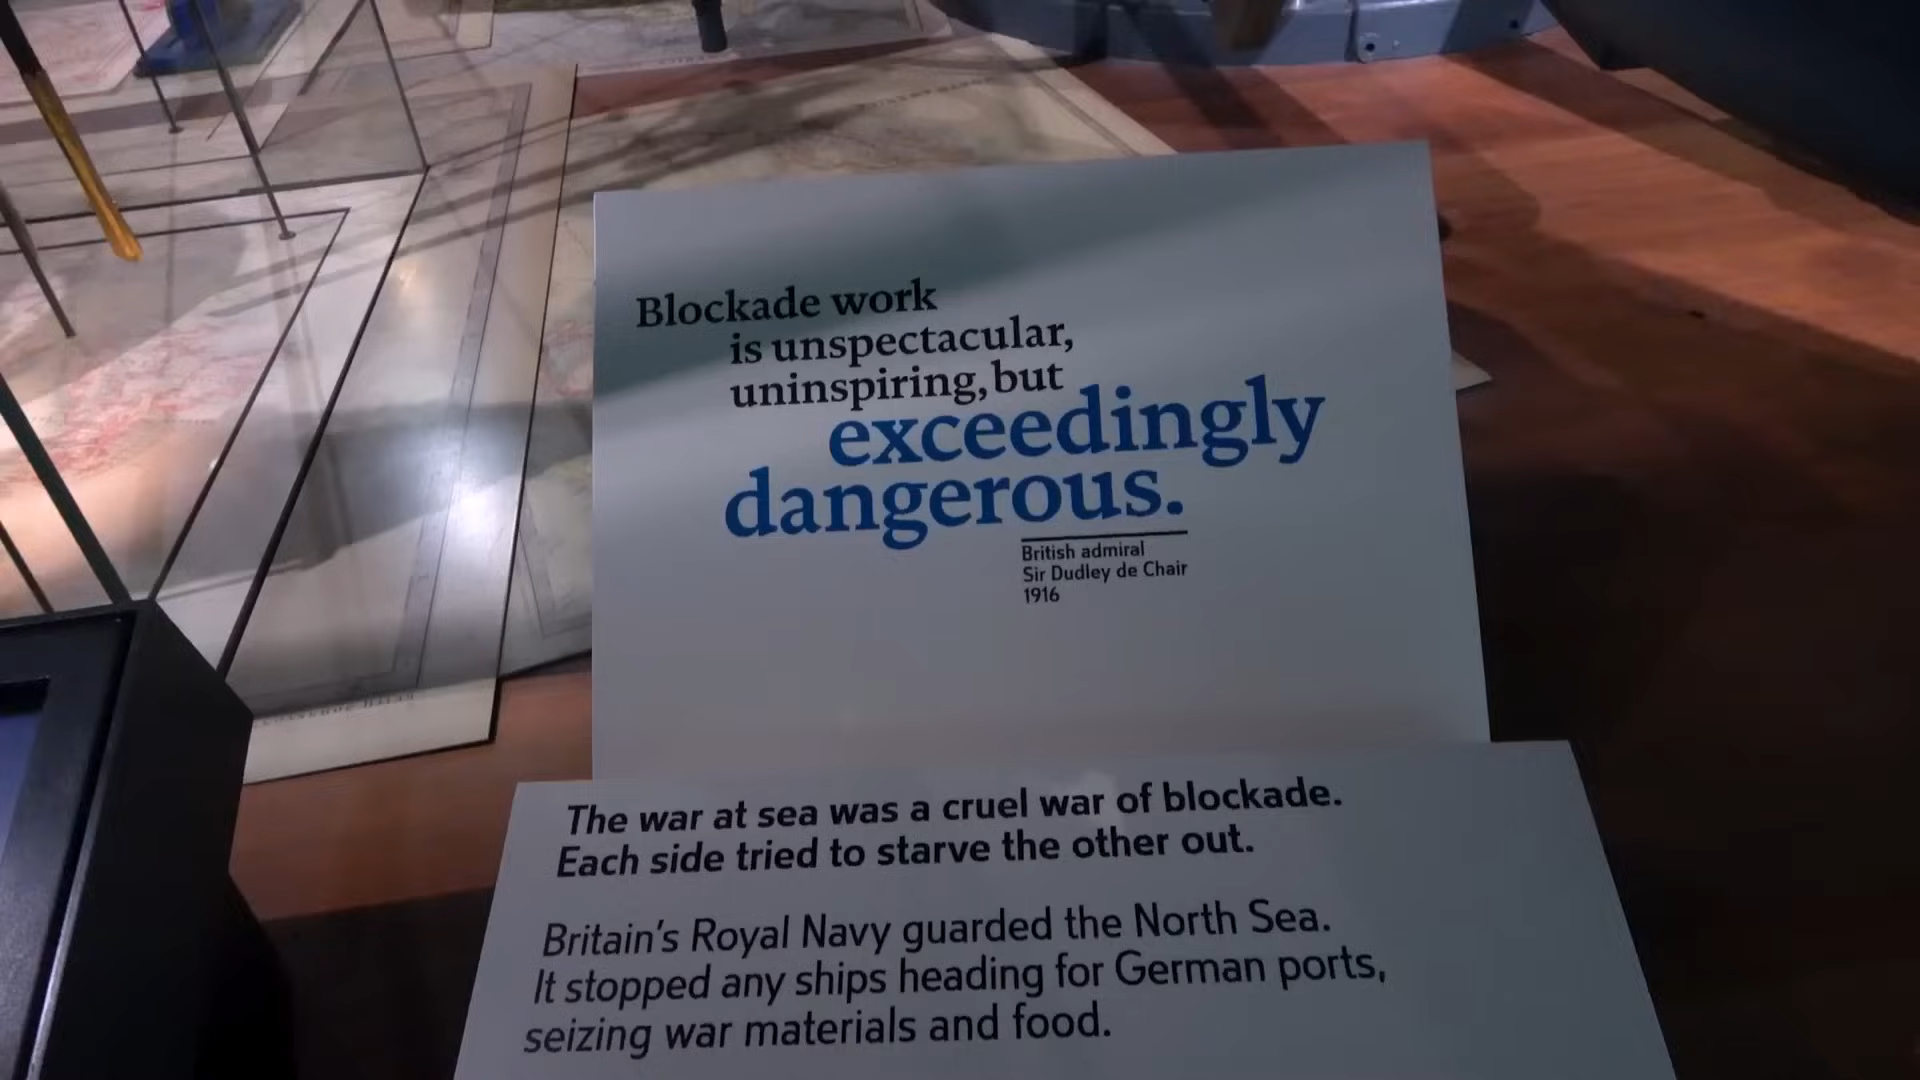 Blockade work
is unspectacular,
uninspiring, but
exceedingly
dangerous.
British admiral
Sir Dudley de Chair
1916
The war at sea was a cruel war of blockade.
Each side tried to starve the other out.
Britain's Royal Navy guarded the North Sea.
It stopped any ships heading for German ports,
seizing war materials and food.